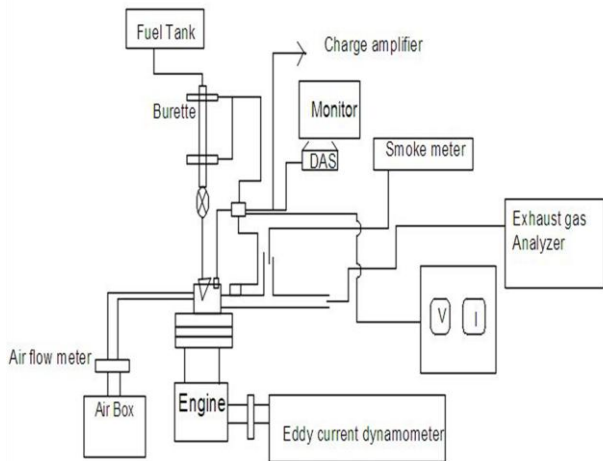 Fuel Tank
Charge amplifier
Burette
Monitor
DAS
Smoke meter
Exhaust gas
Analyzer
V
I
Air flow meter
Air Box
Engine
Eddy current dynamometer